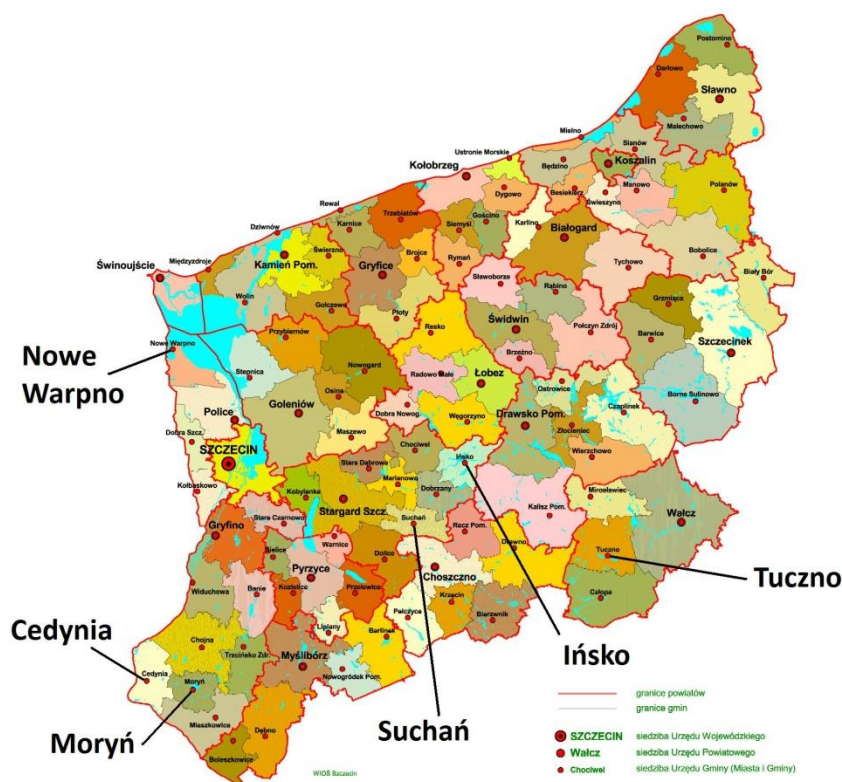 Postomino
Darłowo
Sławno
Malechowo
Mielno
Sianów
Ustronie Morskie
Będzino
Koszalin
Kołobrzeg
Dygowo
Besiekierz
Świeszyno
Manowo
Polanów
Rewal
Trzebiatów
Gościno
Karlino
Karnice
Siemyśl
Białogard
Dziwnów
Świerzno
Brojce
Rymań
Tychowo
Bobolice
Międzyzdroje
Kamień Pom.
Gryfice
Sławoborze
Biały Bór
Świnoujście
Rąbino
Wolin
Golczewo
Płoty
Grzmiąca
Resko
Świdwin
Połczyn Zdrój
Barwice
Nowe Warpno
Przybiernów
Brzeżno
Szczecinek
Nowe
Warpno
Stepnica
Nowogard
Radowo Małe
Łobez
Ostrowice
Osina
Dobra Nowog.
Czaplinek
Borne Sulinowo
Police
Goleniów
Węgorzyno
Drawsko Pom.
Złocieniec
Maszewo
Dobra Szcz.
Chociwel
Wierzchowo
SZCZECIN
Stara Dąbrowa
Ińsko
Marianowo
Kołbaskowo
Kobylanka
Dobrzany
Mirosławiec
Stargard Szcz.
Kalisz Pom.
Suchań
Wałcz
Stare Czarnowo
Recz Pom.
Gryfino
Warnice
Drawno
Bielice
Dolice
Tuczno
Pyrzyce
Choszczno
Tuczno
Widuchowa
Banie
Kozielice
Przelewice
Krzęcin
Człopa
Pełczyce
Bierzwnik
Cedynia
Lipiany
Chojna
Barlinek
Trzcińsko Zdr.
Myślibórz
Ińsko
Cedynia
Moryń
Nowogródek Pom.
granice powiatów
Mieszkowice
granice gmin
Suchań
Moryń
Dębno
SZCZECIN siedziba Urzędu Wojewódzkiego
Wałcz siedziba Urzędu Powiatowego
Boleszkowice
Chociwel siedziba Urzędu Gminy (Miasta i Gminy)
WIOŚ Szczecin